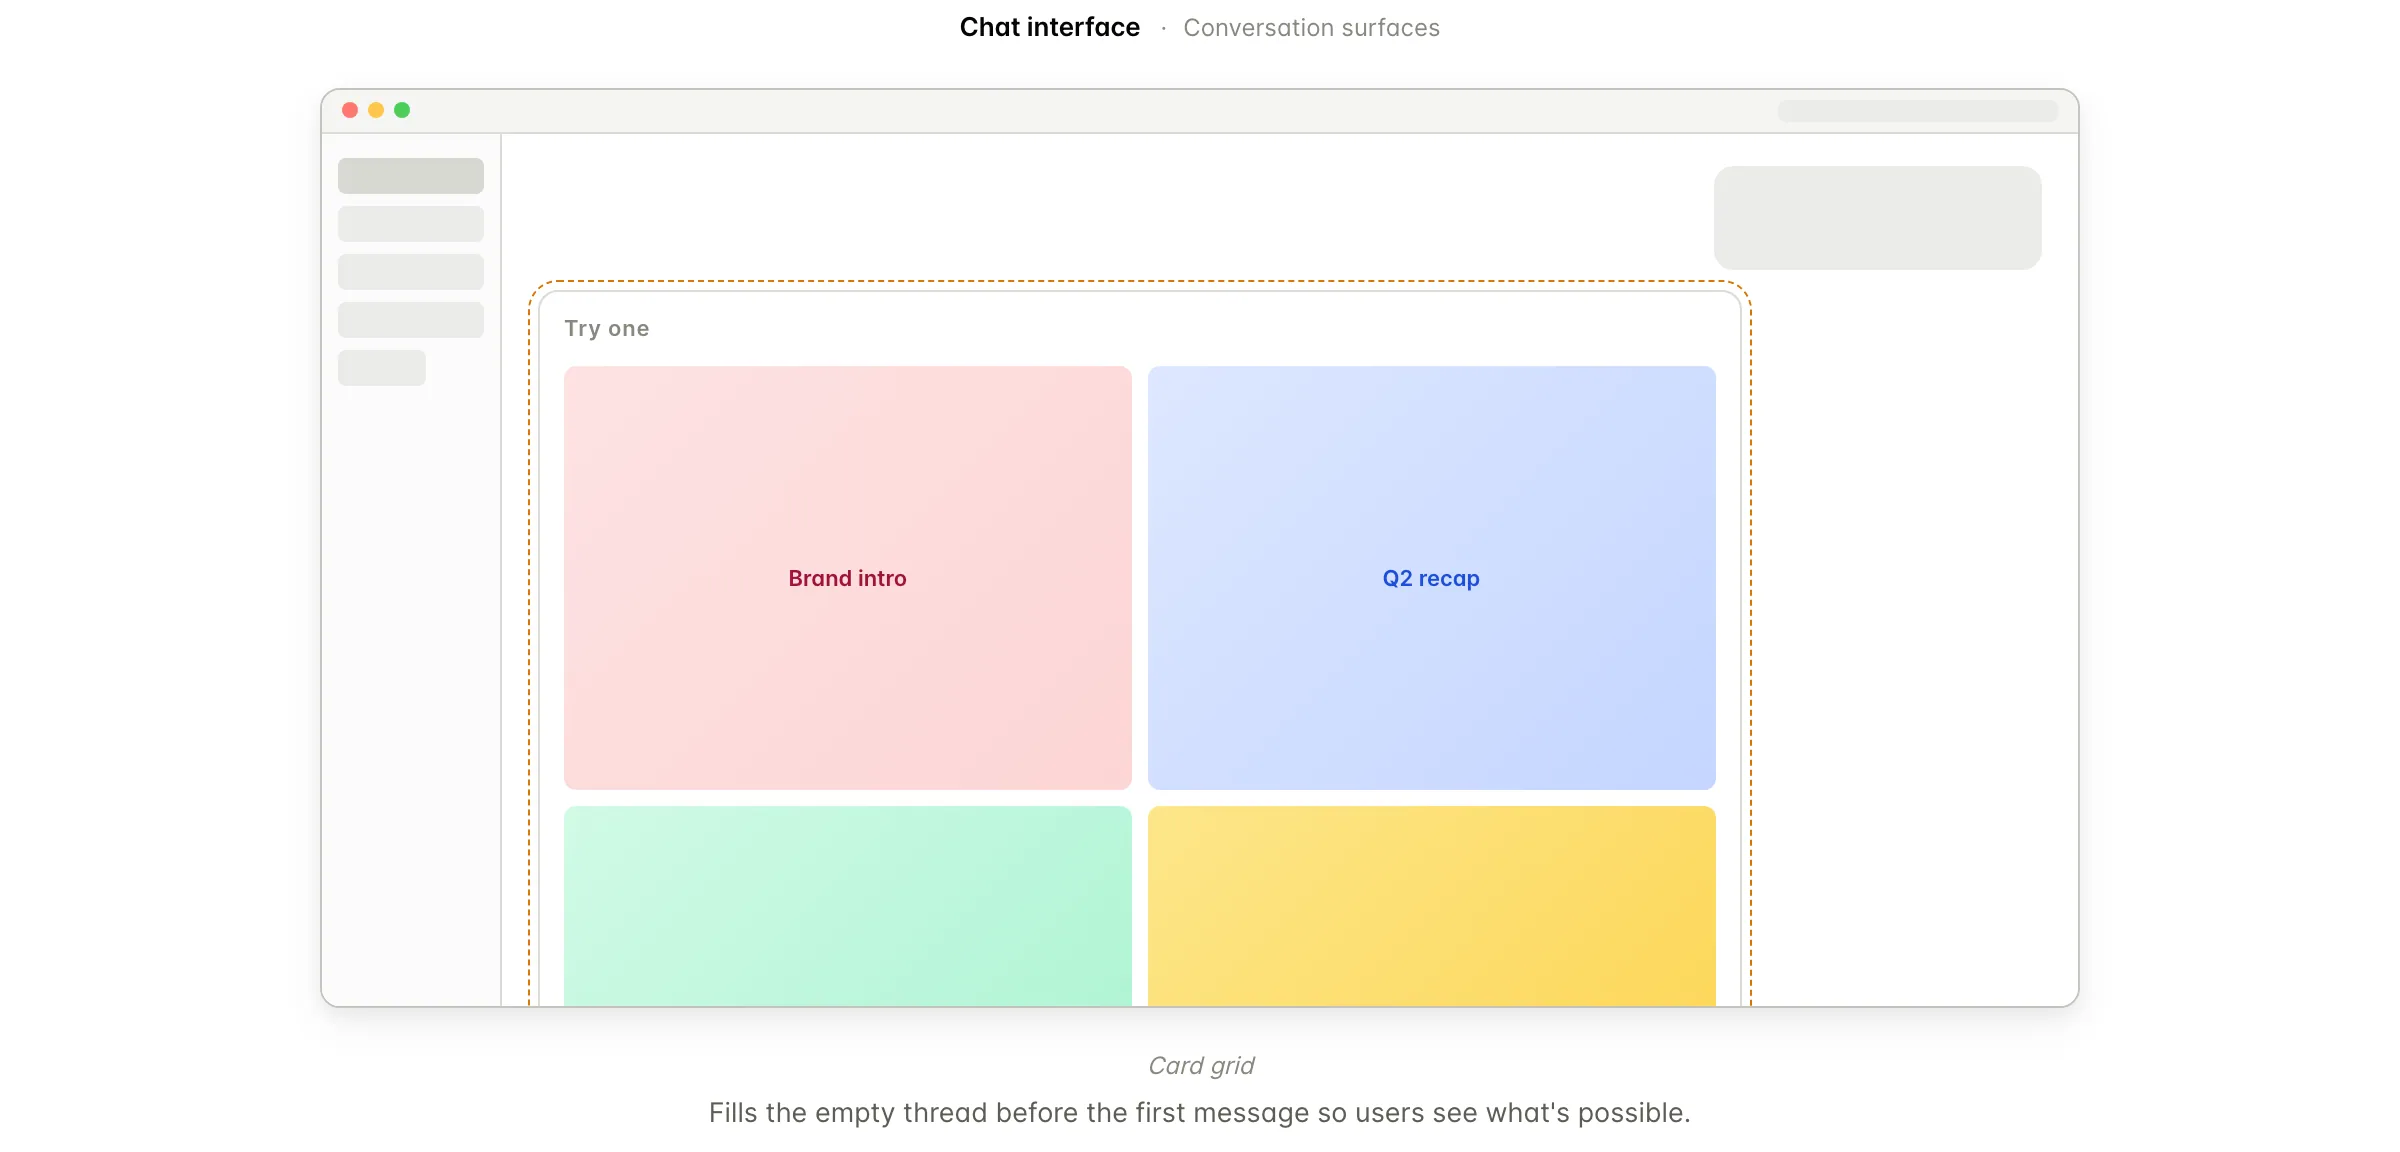 Chat interface · Conversation surfaces
Try one
Brand intro
Q2 recap
Card grid
Fills the empty thread before the first message so users see what's possible.